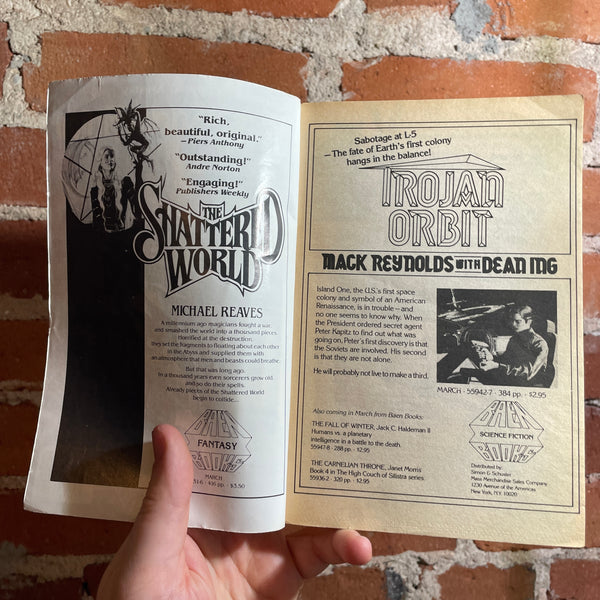 "Rich,
beautiful, original."
—Piers Anthony
"Outstanding!"
Andre Norton
"Engaging!"
Publishers Weekly
THE
SHATTERED
WORLD
MICHAEL REAVES
A millennium ago magicians fought a war
and smashed the world into a thousand pieces.
Horrified at the destruction,
they set the fragments to floating about each other
in the Abyss and supplied them with
an atmosphere that men and beasts could breathe.
But that was long ago.
In a thousand years even sorcerers grow old
and so do their spells.
Already pieces of the Shattered World
begin to collide...
BAEN
FANTASY
BOOKS
MARCH
pp. • $3.50
Sabotage at L-5
—The fate of Earth's first colony
hangs in the balance!
TROJAN
ORBIT
MACK REYNOLDS WITH DEAN ING
Island One, the U.S.'s first space
colony and symbol of an American
Renaissance, is in trouble—and
no one seems to know why. When
the President ordered secret agent
Peter Kapitz to find out what was
going on, Peter's first discovery is that
the Soviets are involved. His second
is that they are not alone.
He will probably not live to make a third.
MARCH • 55942-7 • 384 pp. • $2.95
Also coming in March from Baen Books:
THE FALL OF WINTER, Jack C. Haldeman II
Humans vs. a planetary
intelligence in a battle to the death.
55947-8 • 288 pp. • $2.95
THE CARNELIAN THRONE, Janet Morris
Book 4 in The High Couch of Silistra series.
55936-2 • 320 pp. • $2.95
BAEN
SCIENCE FICTION
BOOKS
Distributed by:
Simon & Schuster
Mass Merchandise Sales Company
1230 Avenue of the Americas
New York, N.Y. 10020